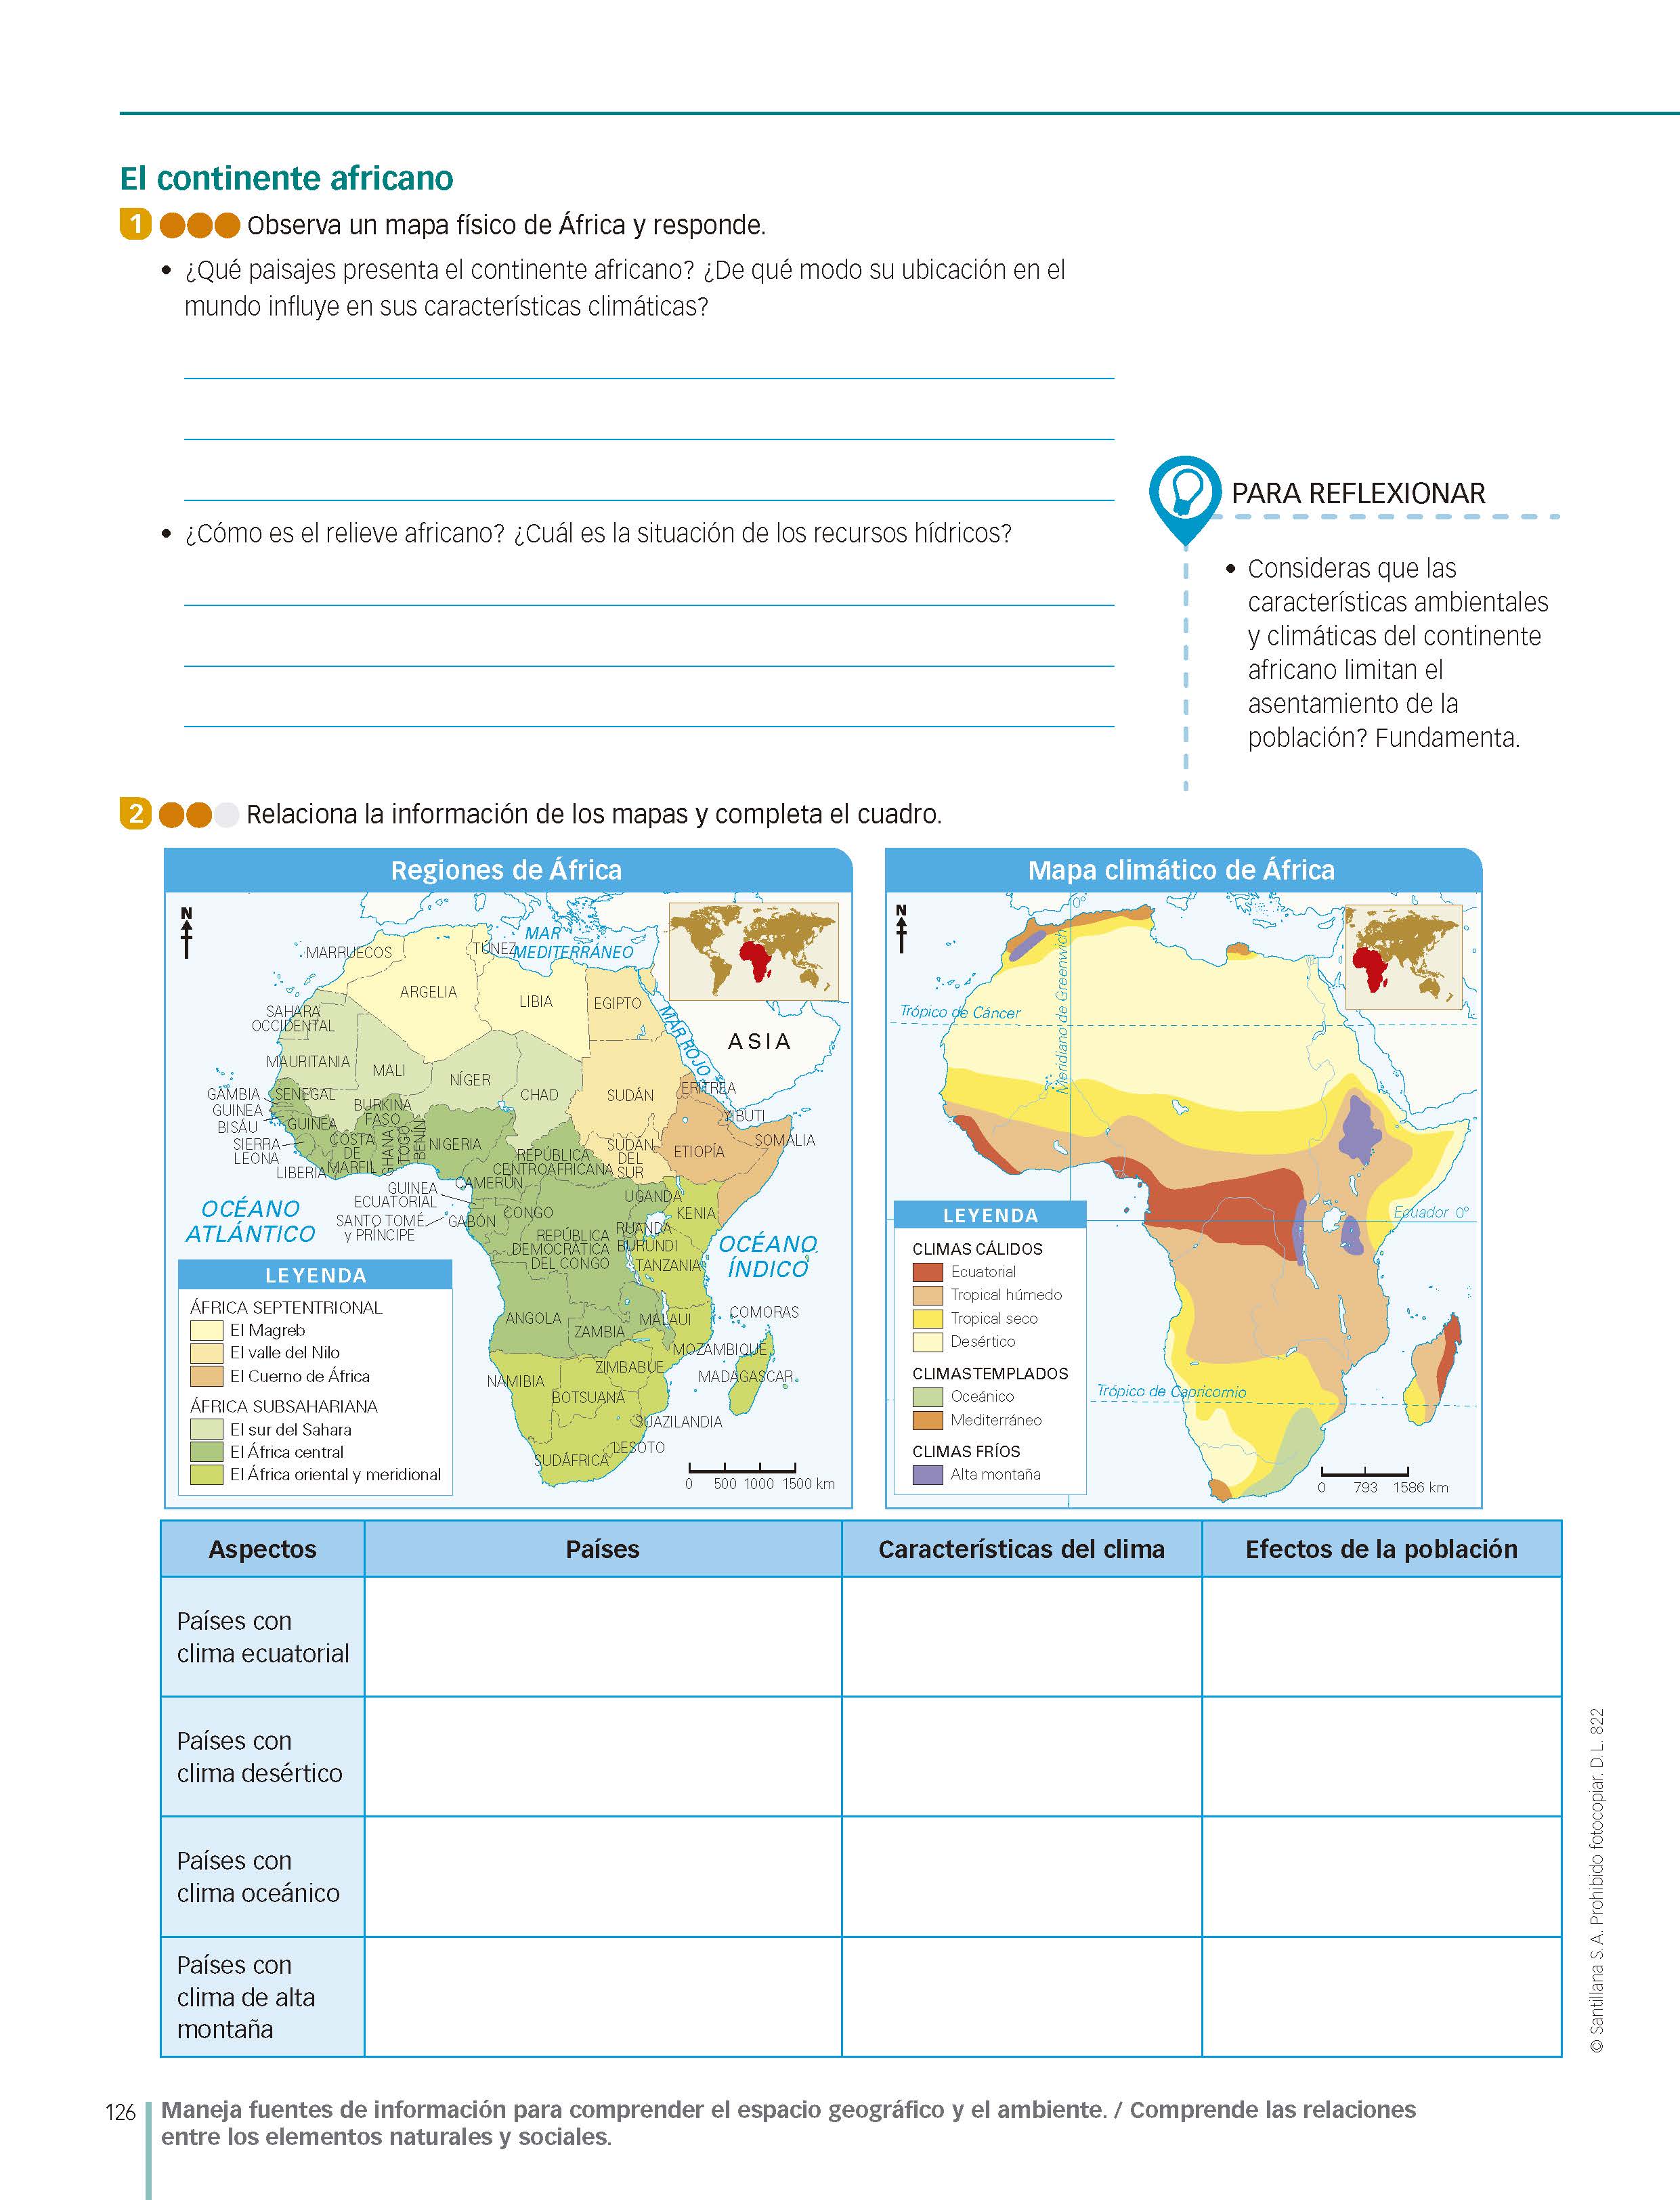 El continente africano
1 Observa un mapa físico de África y responde.
• ¿Qué paisajes presenta el continente africano? ¿De qué modo su ubicación en el
mundo influye en sus características climáticas?
• ¿Cómo es el relieve africano? ¿Cuál es la situación de los recursos hídricos?
PARA REFLEXIONAR
• Consideras que las
características ambientales
y climáticas del continente
africano limitan el
asentamiento de la
población? Fundamenta.
2 Relaciona la información de los mapas y completa el cuadro.
Regiones de África
N
MAR
MEDITERRÁNEO
MARRUECOS
TÚNEZ
ARGELIA
LIBIA
EGIPTO
SAHARA
OCCIDENTAL
MAR ROJO
ASIA
MAURITANIA
MALI
NÍGER
CHAD
SUDÁN
ERITREA
GAMBIA
SENEGAL
GUINEA
BISÁU
BURKINA
FASO
YIBUTI
GUINEA
SIERRA
LEONA
COSTA
DE
MARFIL
GHANA
TOGO
BENÍN
NIGERIA
SUDÁN
DEL
SUR
ETIOPÍA
SOMALIA
LIBERIA
REPÚBLICA
CENTROAFRICANA
CAMERÚN
GUINEA
ECUATORIAL
UGANDA
KENIA
OCÉANO
ATLÁNTICO
SANTO TOMÉ
y PRÍNCIPE
GABÓN
CONGO
REPÚBLICA
DEMOCRÁTICA
DEL CONGO
RUANDA
BURUNDI
TANZANIA
OCÉANO
ÍNDICO
ANGOLA
ZAMBIA
MALAUI
COMORAS
MOZAMBIQUE
ZIMBABUE
MADAGASCAR
NAMIBIA
BOTSUANA
SUAZILANDIA
LESOTO
SUDÁFRICA
0 500 1000 1500 km
LEYENDA
ÁFRICA SEPTENTRIONAL
El Magreb
El valle del Nilo
El Cuerno de África
ÁFRICA SUBSAHARIANA
El sur del Sahara
El África central
El África oriental y meridional
Mapa climático de África
N
0°
Meridiano de Greenwich
Trópico de Cáncer
Ecuador 0°
Trópico de Capricornio
LEYENDA
CLIMAS CÁLIDOS
Ecuatorial
Tropical húmedo
Tropical seco
Desértico
CLIMASTEMPLADOS
Oceánico
Mediterráneo
CLIMAS FRÍOS
Alta montaña
0 793 1586 km
Aspectos Países Características del clima Efectos de la población
Países con
clima ecuatorial
Países con
clima desértico
Países con
clima oceánico
Países con
clima de alta
montaña
© Santillana S.A. Prohibido fotocopiar. D.L. 822
126 Maneja fuentes de información para comprender el espacio geográfico y el ambiente. / Comprende las relaciones
entre los elementos naturales y sociales.